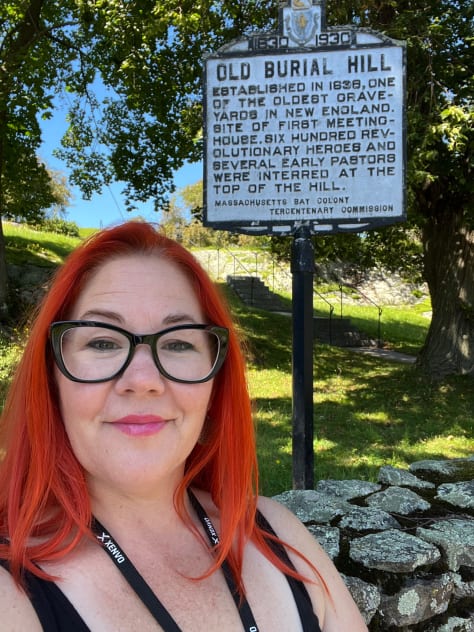 1630 1930
OLD BURIAL HILL
ESTABLISHED IN 1638, ONE
OF THE OLDEST GRAVE-
YARDS IN NEW ENGLAND.
SITE OF FIRST MEETING-
HOUSE. SIX HUNDRED REV-
OLUTIONARY HEROES AND
SEVERAL EARLY PASTORS
WERE INTERRED AT THE
TOP OF THE HILL.
MASSACHUSETTS BAY COLONY
TERCENTENARY COMMISSION
XENVO